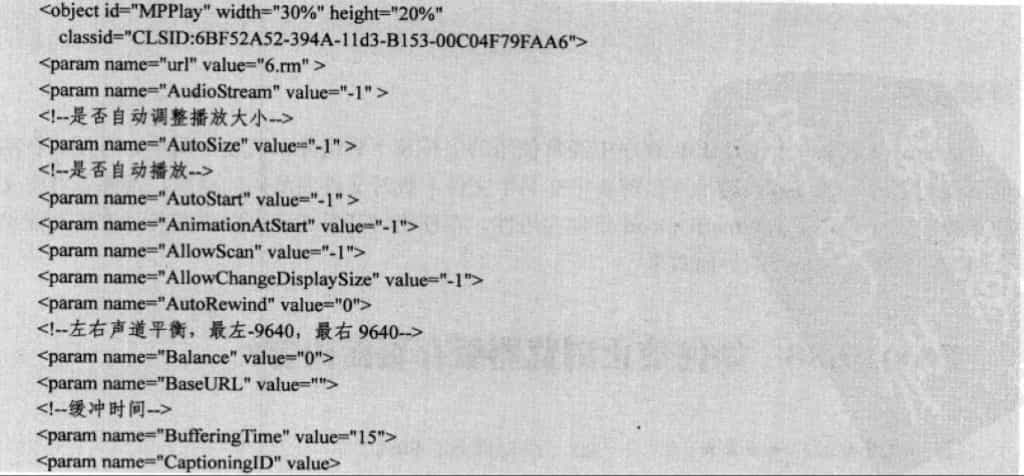 <object id="MPPlay" width="30%" height="20%"
classid="CLSID:6BF52A52-394A-11d3-B153-00C04F79FAA6">
<param name="url" value="6.rm" >
<param name="AudioStream" value="-1" >
<!--是否自动调整播放大小-->
<param name="AutoSize" value="-1" >
<!--是否自动播放-->
<param name="AutoStart" value="-1" >
<param name="AnimationAtStart" value="-1">
<param name="AllowScan" value="-1">
<param name="AllowChangeDisplaySize" value="-1">
<param name="AutoRewind" value="0">
<!--左右声道平衡，最左-9640，最右 9640-->
<param name="Balance" value="0">
<param name="BaseURL" value="">
<!--缓冲时间-->
<param name="BufferingTime" value="15">
<param name="CaptioningID" value>